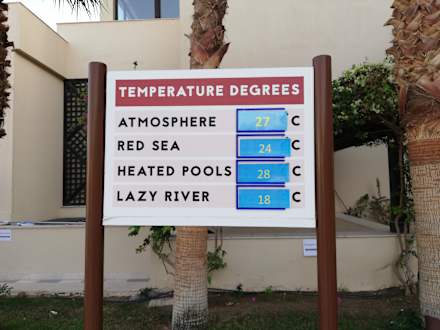 TEMPERATURE DEGREES
ATMOSPHERE 27 C
RED SEA 24 C
HEATED POOLS 28 C
LAZY RIVER 18 C